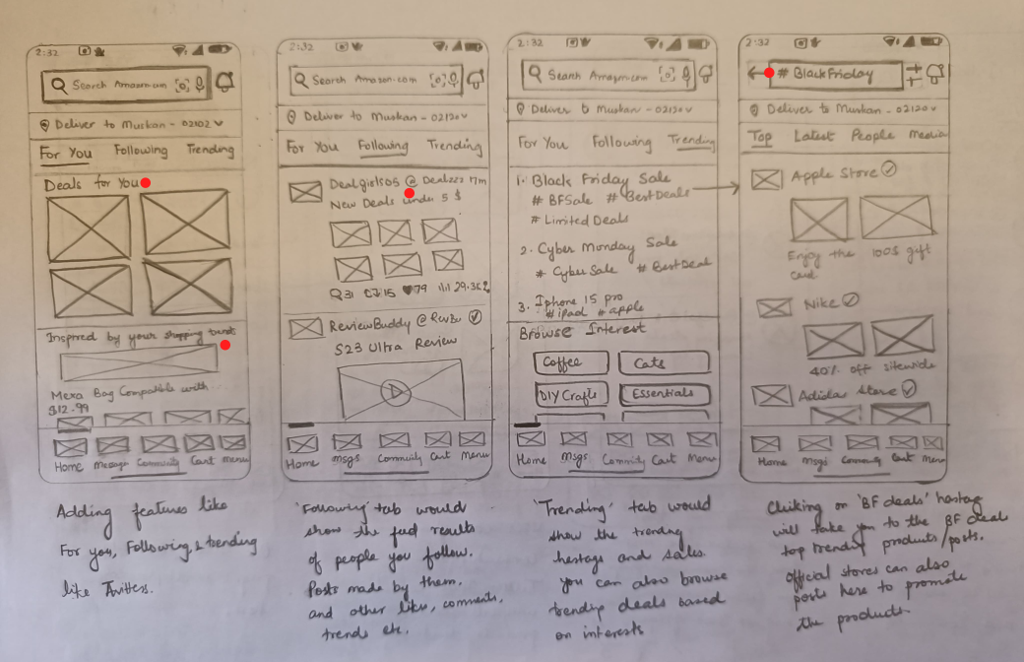 2:32
Search Amazon.com
Deliver to Muskan - 02102
For You Following Trending
Deals for You
Inspired by your shopping
Mexa Bag Compatible with
$12.99
Home Message Community Cart Menu
Adding features like
For you, Following, & trending
like Twitter.
2:32
Search Amazon.com
Deliver to Muskan - 02120
For You Following Trending
Dealgirls05 @ Dealzzz 17m
New Deals under 5 $
31 15 79 29.3k
ReviewBuddy @RevBu
S23 Ultra Review
Home Msgs Community Cart Menu
'Following' tab would
show the fed results
of people you follow.
Posts made by them.
and other likes, comments,
trends etc.
2:32
Search Amazon.com
Deliver to Muskan - 02120
For You Following Trending
1. Black Friday Sale
# BFSale # BestDeals
# Limited Deals
2. Cyber Monday Sale
# CyberSale # BestDeal
3. Iphone 15 pro
# ipad # apple
Browse Interest
Coffee Cats
DIY Crafts Essentials
Home Msgs Community Cart Menu
'Trending' tab would
show the trending
hestags and sales.
you can also browse
trending deals based
on interests
2:32
# BlackFriday
Deliver to Muskan - 02120
Top Latest People Media
Apple Store
Enjoy the 100$ gift
card
Nike
40% off sitewide
Adidas Store
Home Msgs Community Cart Menu
Clicking on 'BF deals' hastag
will take you to the BF deal
top trending products/posts.
official stores can also
posts here to promote
the products.